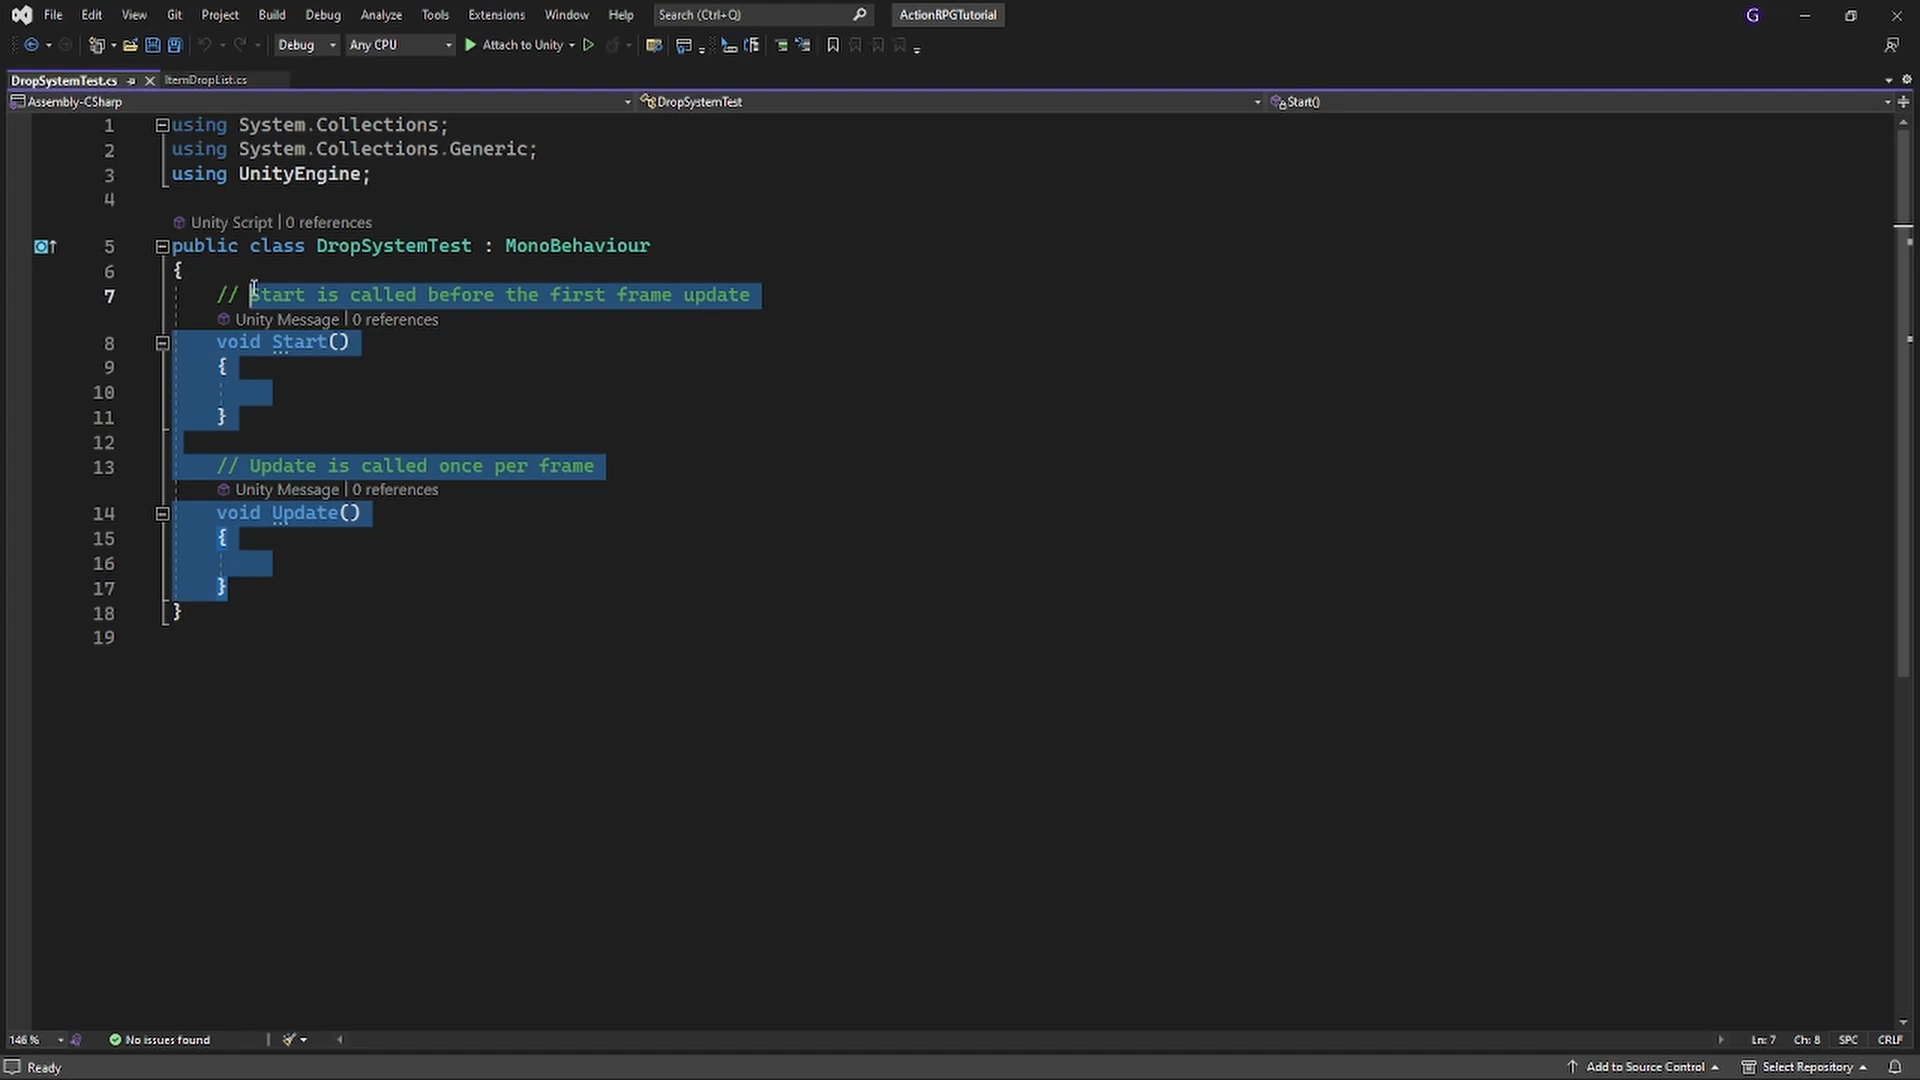 File Edit View Git Project Build Debug Analyze Tools Extensions Window Help Search (Ctrl+Q) ActionRPGTutorial G
Debug Any CPU Attach to Unity
DropSystemTest.cs ItemDropList.cs
Assembly-CSharp DropSystemTest Start()
1 using System.Collections;
2 using System.Collections.Generic;
3 using UnityEngine;
4
Unity Script | 0 references
5 public class DropSystemTest : MonoBehaviour
6 {
7 // Start is called before the first frame update
Unity Message | 0 references
8 void Start()
9 {
10
11 }
12
13 // Update is called once per frame
Unity Message | 0 references
14 void Update()
15 {
16
17 }
18 }
19
146 % No issues found Ln: 7 Ch: 8 SPC CRLF
Ready Add to Source Control Select Repository